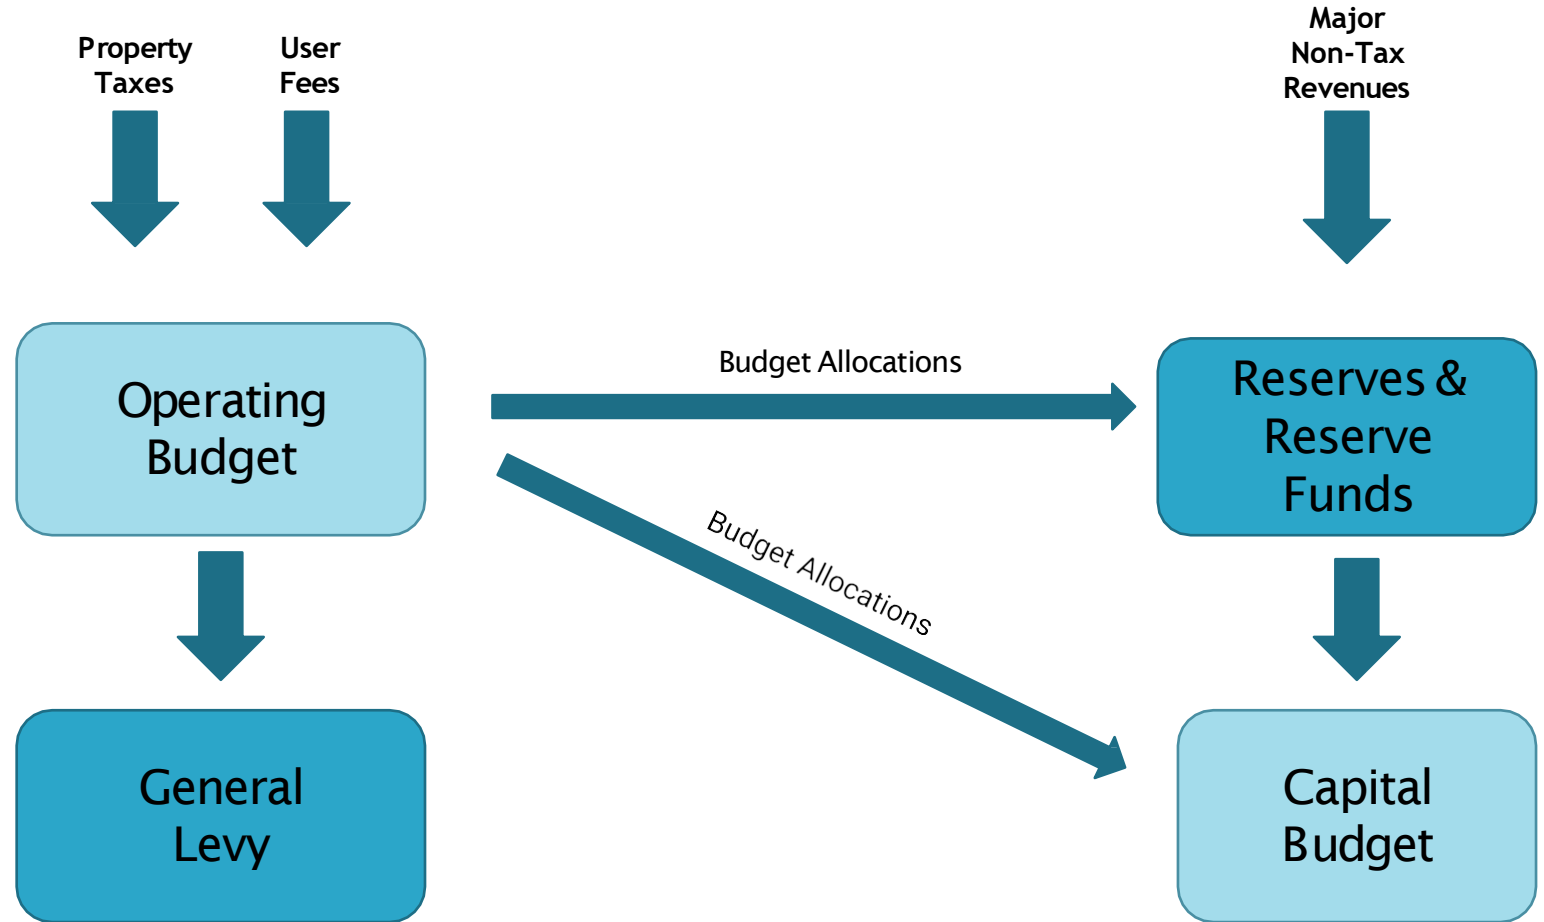 Property
Taxes
User
Fees
Major
Non-Tax
Revenues
Operating
Budget
Budget Allocations
Reserves &
Reserve
Funds
Budget Allocations
General
Levy
Capital
Budget